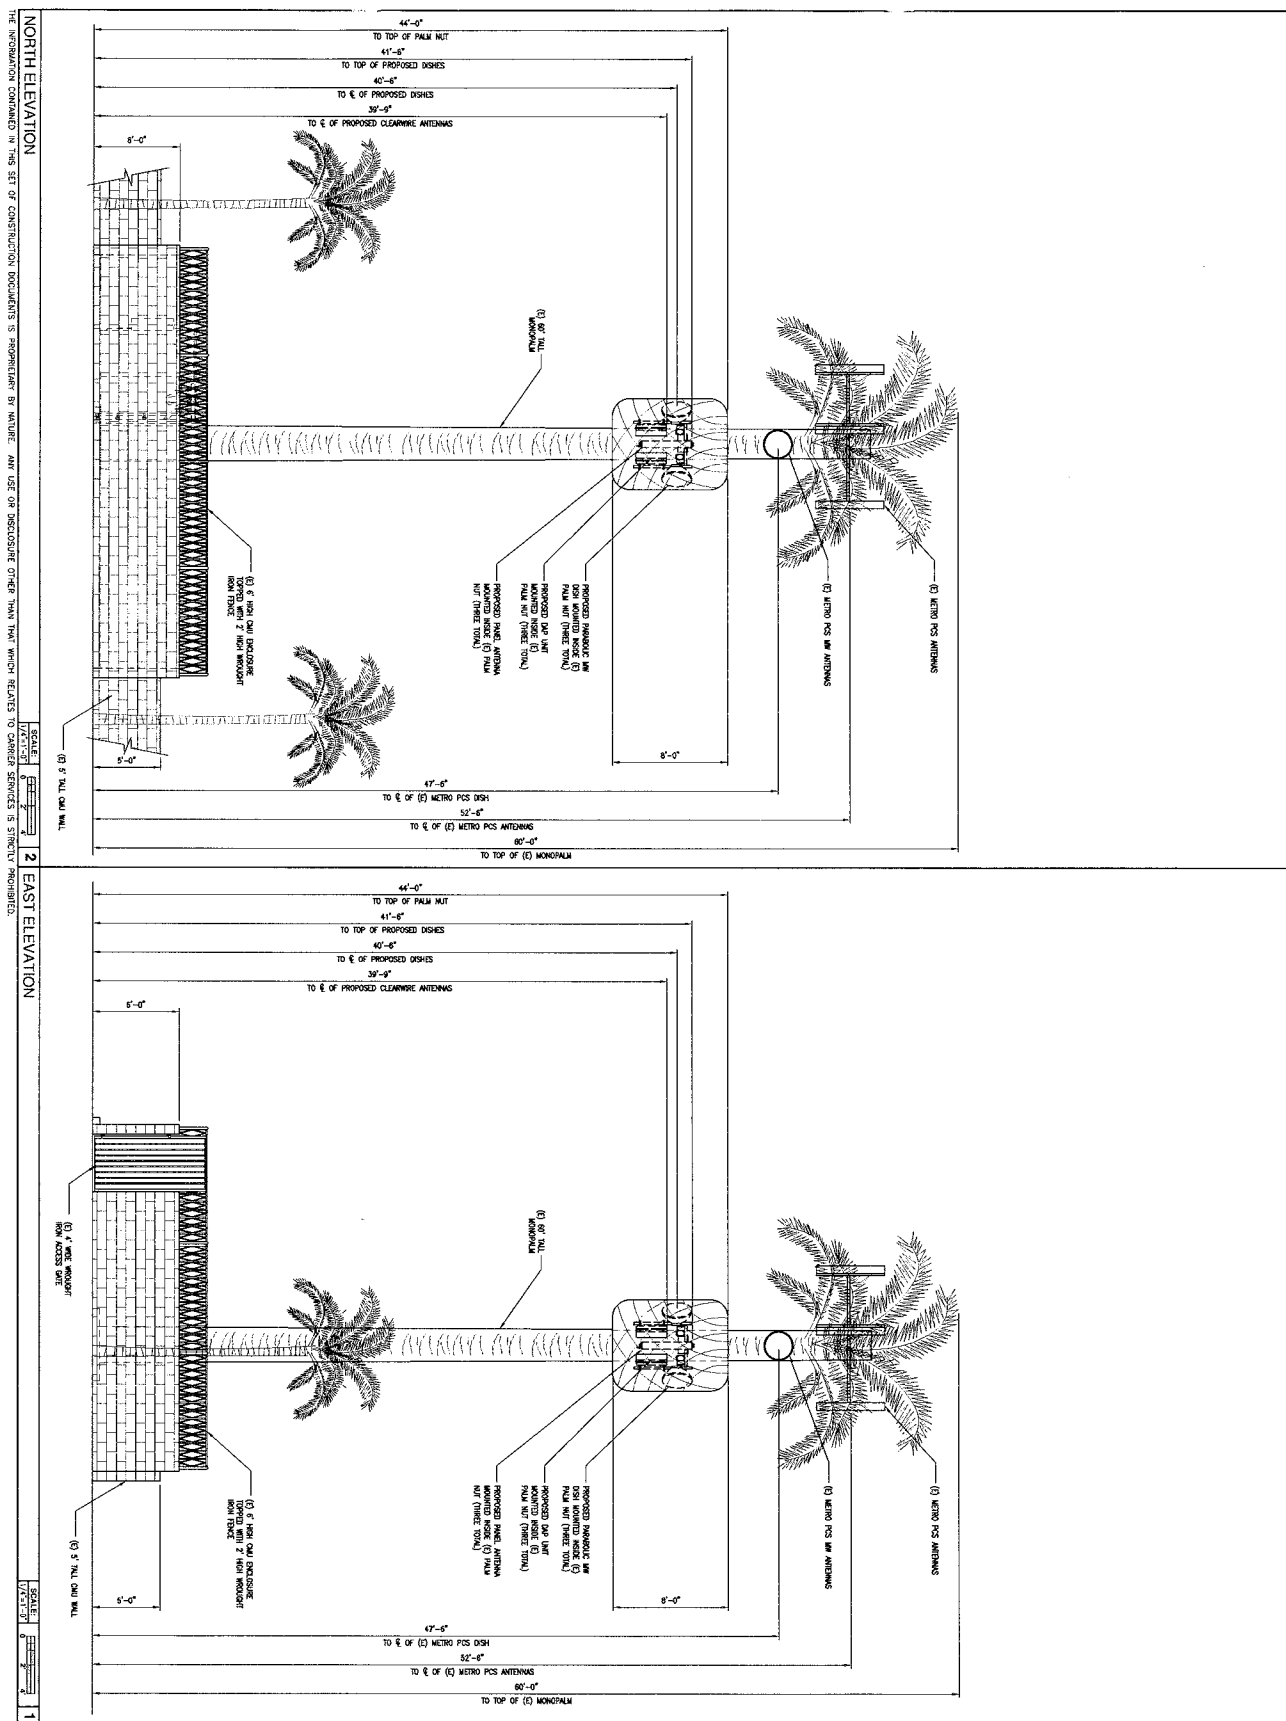 44'-0"
TO TOP OF PALM NUT
41'-6"
TO TOP OF PROPOSED DISHES
40'-6"
TO ℄ OF PROPOSED DISHES
39'-9"
TO ℄ OF PROPOSED CLEARWIRE ANTENNAS
6'-0"
(E) 60' TALL
MONOPALM
(E) 6' HIGH CMU ENCLOSURE
TOPPED WITH 2' HIGH WROUGHT
IRON FENCE
PROPOSED PARABOLIC MW
DISH MOUNTED INSIDE (E)
PALM NUT (THREE TOTAL)
PROPOSED DAP UNIT
MOUNTED INSIDE (E)
PALM NUT (THREE TOTAL)
PROPOSED PANEL ANTENNA
MOUNTED INSIDE (E) PALM
NUT (THREE TOTAL)
(E) METRO PCS MW ANTENNAS
(E) METRO PCS ANTENNAS
(E) 5' TALL CMU WALL
5'-0"
8'-0"
47'-6"
TO ℄ OF (E) METRO PCS DISH
52'-6"
TO ℄ OF (E) METRO PCS ANTENNAS
60'-0"
TO TOP OF (E) MONOPALM
NORTH ELEVATION
SCALE:
1/4"=1'-0"
0 2' 4'
2
44'-0"
TO TOP OF PALM NUT
41'-6"
TO TOP OF PROPOSED DISHES
40'-6"
TO ℄ OF PROPOSED DISHES
39'-9"
TO ℄ OF PROPOSED CLEARWIRE ANTENNAS
6'-0"
(E) 4' WIDE WROUGHT
IRON ACCESS GATE
(E) 60' TALL
MONOPALM
(E) 6' HIGH CMU ENCLOSURE
TOPPED WITH 2' HIGH WROUGHT
IRON FENCE
PROPOSED PARABOLIC MW
DISH MOUNTED INSIDE (E)
PALM NUT (THREE TOTAL)
PROPOSED DAP UNIT
MOUNTED INSIDE (E)
PALM NUT (THREE TOTAL)
PROPOSED PANEL ANTENNA
MOUNTED INSIDE (E) PALM
NUT (THREE TOTAL)
(E) METRO PCS MW ANTENNAS
(E) METRO PCS ANTENNAS
(E) 5' TALL CMU WALL
5'-0"
8'-0"
47'-6"
TO ℄ OF (E) METRO PCS DISH
52'-6"
TO ℄ OF (E) METRO PCS ANTENNAS
60'-0"
TO TOP OF (E) MONOPALM
EAST ELEVATION
SCALE:
1/4"=1'-0"
0 2' 4'
1
THE INFORMATION CONTAINED IN THIS SET OF CONSTRUCTION DOCUMENTS IS PROPRIETARY BY NATURE. ANY USE OR DISCLOSURE OTHER THAN THAT WHICH RELATES TO CARRIER SERVICES IS STRICTLY PROHIBITED.